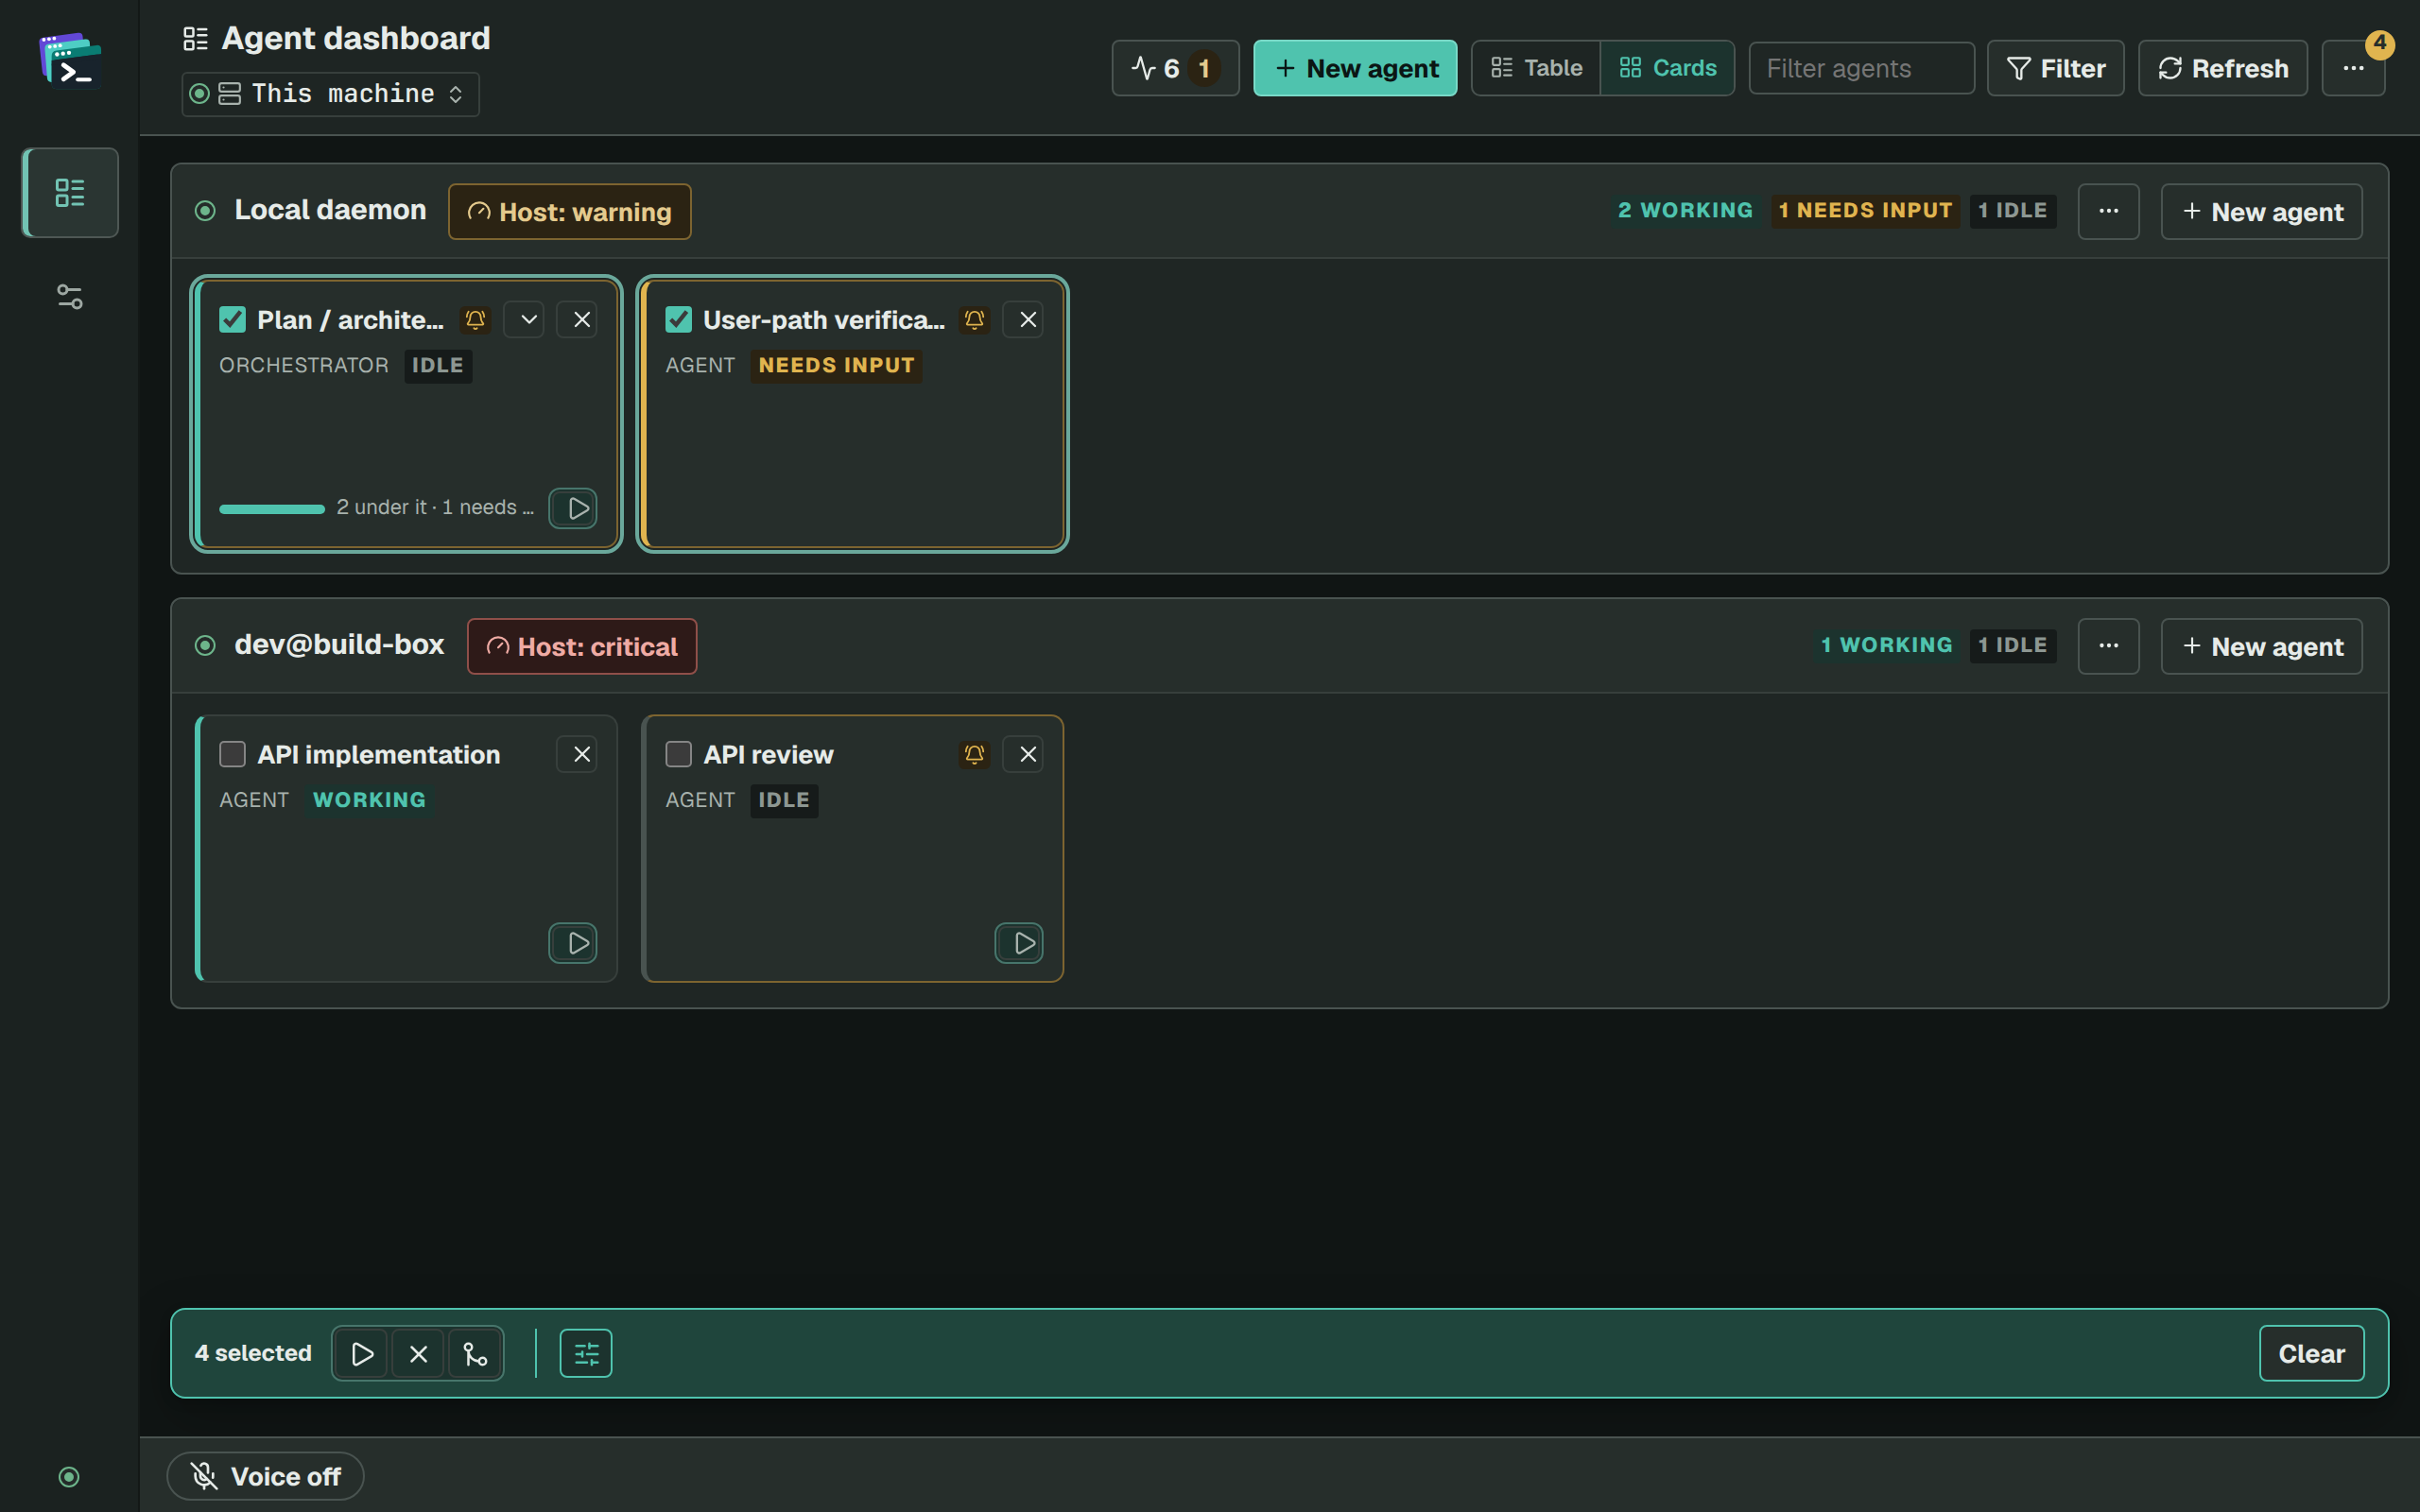 Agent dashboard
This machine
6 1
New agent
Table
Cards
Filter agents
Filter
Refresh
4
Local daemon
Host: warning
2 WORKING
1 NEEDS INPUT
1 IDLE
New agent
Plan / archite...
ORCHESTRATOR IDLE
2 under it · 1 needs ...
User-path verifica...
AGENT NEEDS INPUT
dev@build-box
Host: critical
1 WORKING
1 IDLE
New agent
API implementation
AGENT WORKING
API review
AGENT IDLE
4 selected
Clear
Voice off